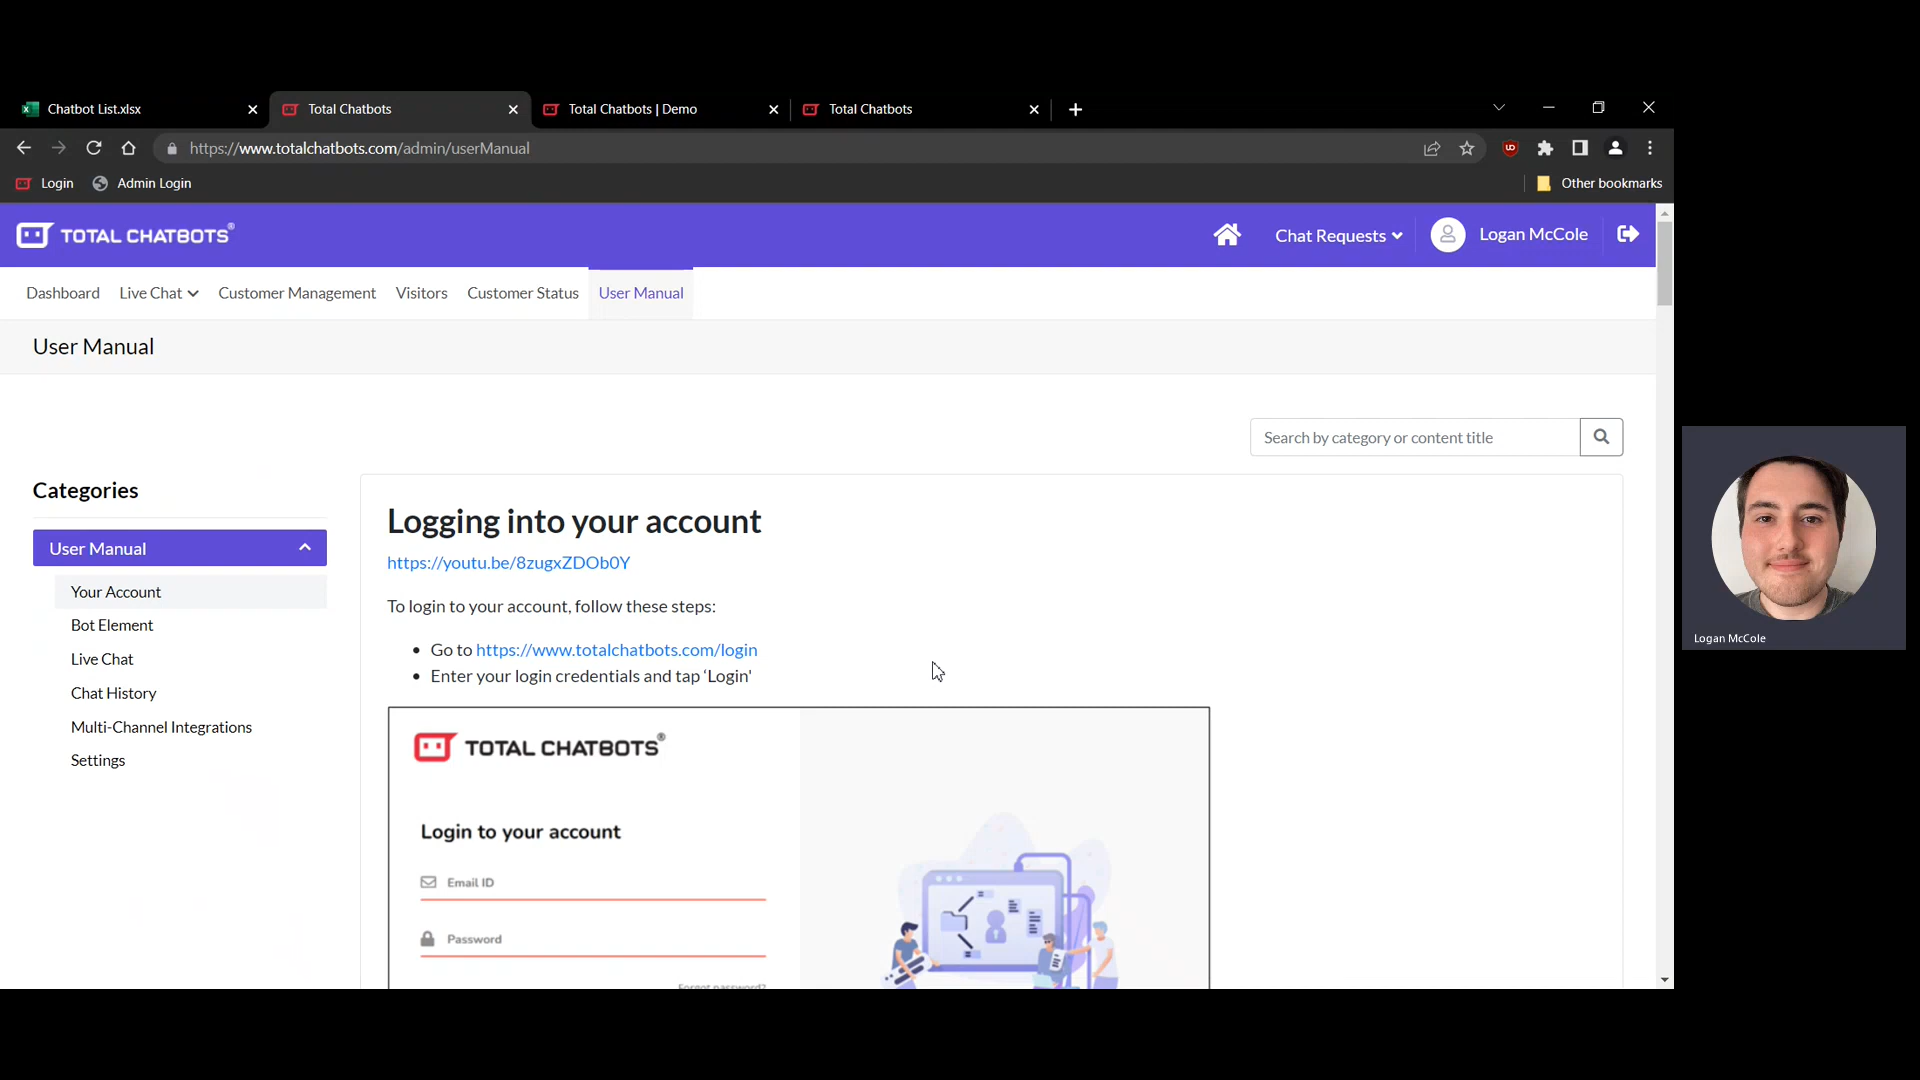 Chatbot List.xlsx
Total Chatbots
Total Chatbots | Demo
Total Chatbots
https://www.totalchatbots.com/admin/userManual
Login
Admin Login
Other bookmarks
TOTAL CHATBOTS®
Chat Requests
Logan McCole
Dashboard
Live Chat
Customer Management
Visitors
Customer Status
User Manual
User Manual
Search by category or content title
Categories
User Manual
Your Account
Bot Element
Live Chat
Chat History
Multi-Channel Integrations
Settings
Logging into your account
https://youtu.be/8zugxZDOb0Y
To login to your account, follow these steps:
• Go to https://www.totalchatbots.com/login
• Enter your login credentials and tap ‘Login'
TOTAL CHATBOTS®
Login to your account
Email ID
Password
Forgot password?
Logan McCole